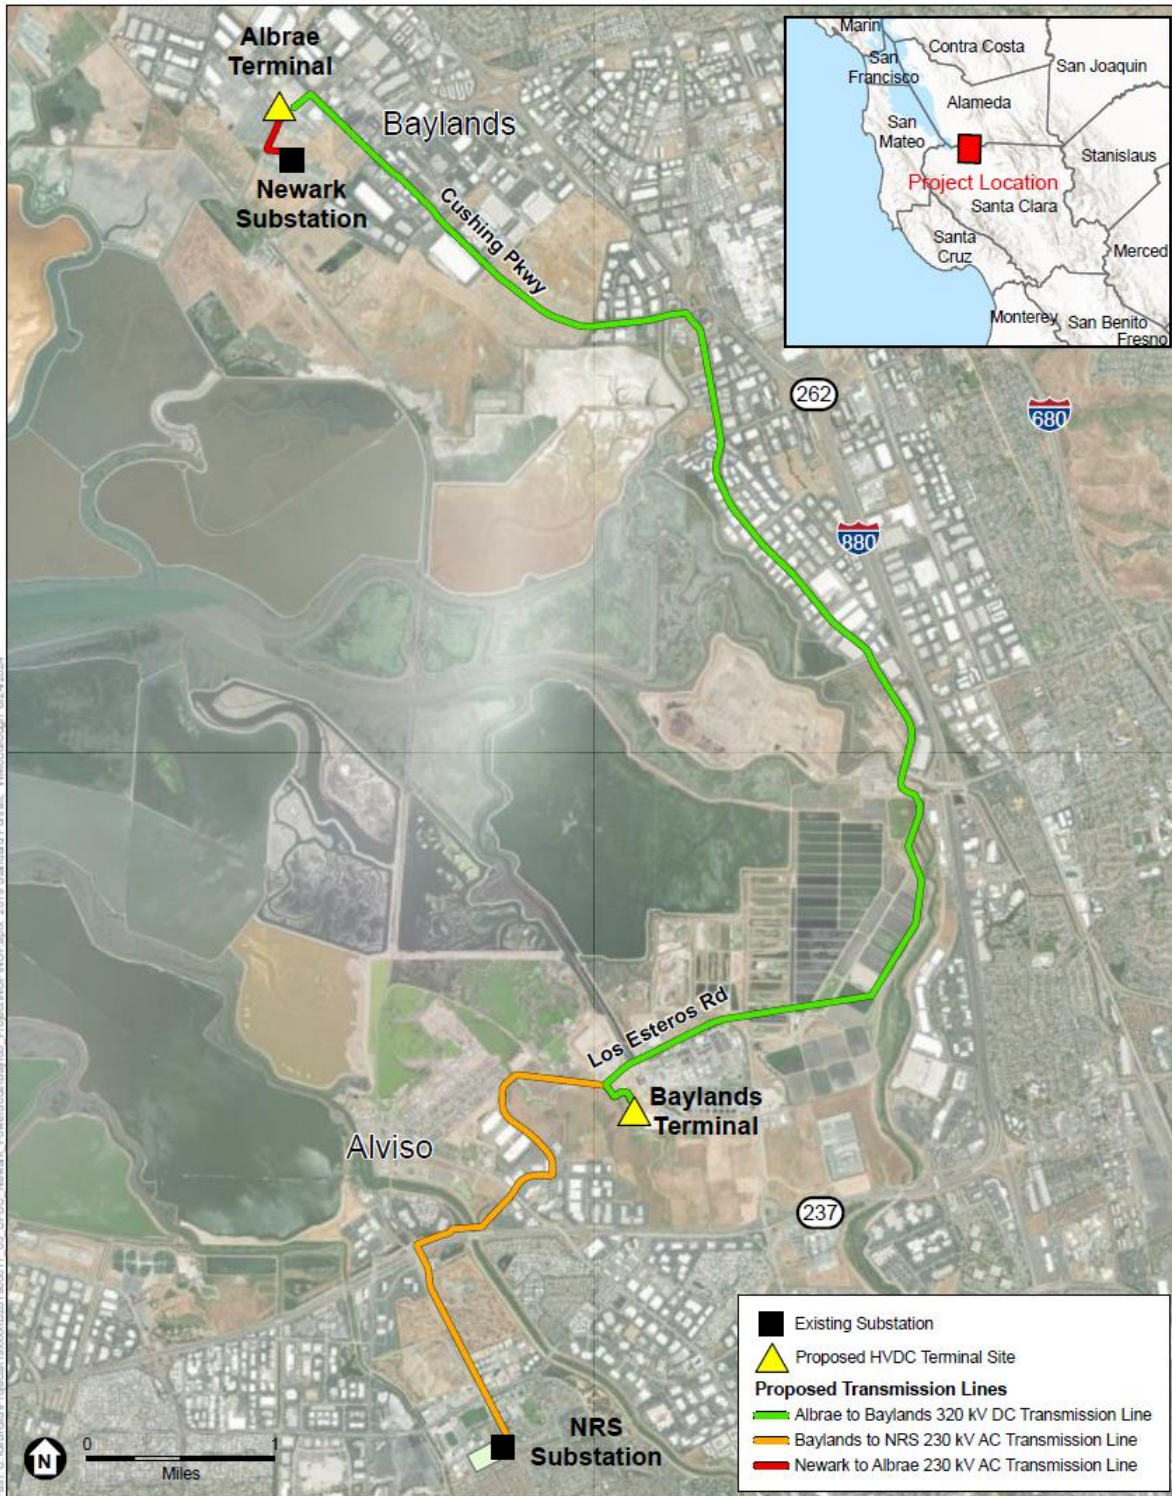 Albrae
Terminal
Baylands
Newark
Substation
Cushing Pkwy
Marin
Contra Costa
San
Francisco
San Joaquin
Alameda
San
Mateo
Stanislaus
Project Location
Santa Clara
Santa
Cruz
Merced
Monterey
San Benito
Fresno
262
680
880
Los Esteros Rd
Baylands
Terminal
Alviso
237
NRS
Substation
N
0 1
Miles
Existing Substation
Proposed HVDC Terminal Site
Proposed Transmission Lines
Albrae to Baylands 320 kV DC Transmission Line
Baylands to NRS 230 kV AC Transmission Line
Newark to Albrae 230 kV AC Transmission Line